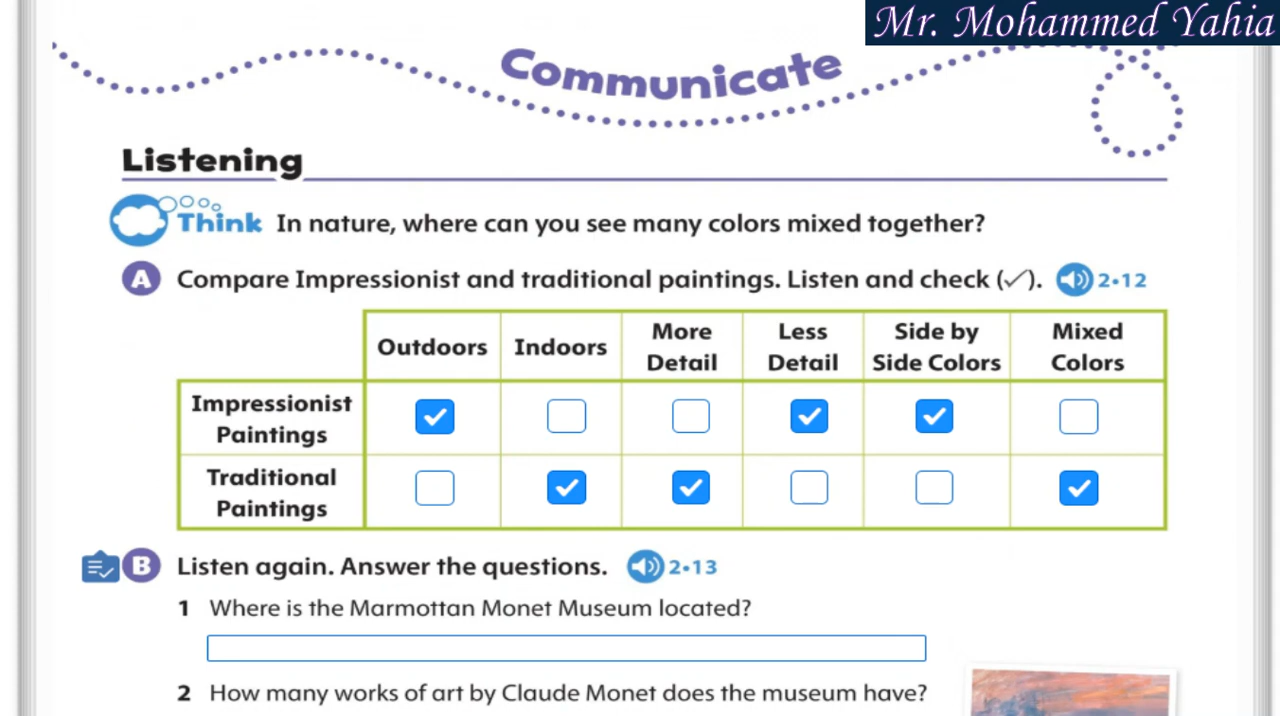 Mr. Mohammed Yahia
Communicate
Listening
Think In nature, where can you see many colors mixed together?
A Compare Impressionist and traditional paintings. Listen and check (✓). 2•12
Outdoors Indoors More Detail Less Detail Side by Side Colors Mixed Colors
Impressionist Paintings
Traditional Paintings
B Listen again. Answer the questions. 2•13
1 Where is the Marmottan Monet Museum located?
2 How many works of art by Claude Monet does the museum have?